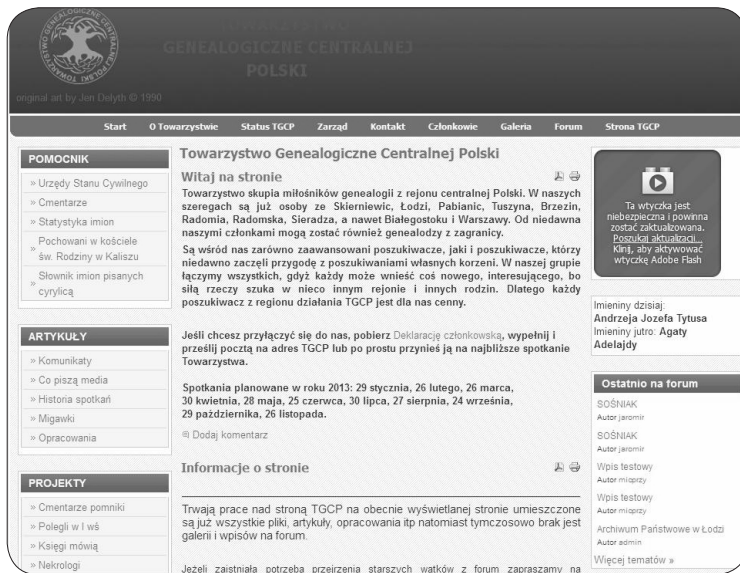 TOWARZYSTWO
GENEALOGICZNE CENTRALNEJ
POLSKI
TOWARZYSTWO GENEALOGICZNE CENTRALNEJ POLSKI
original art by Jen Delyth © 1990
Start O Towarzystwie Status TGCP Zarząd Kontakt Członkowie Galeria Forum Strona TGCP
POMOCNIK
» Urzędy Stanu Cywilnego
» Cmentarze
» Statystyka imion
» Pochowani w kościele
św. Rodziny w Kaliszu
» Słownik imion pisanych
cyrylicą
ARTYKUŁY
» Komunikaty
» Co piszą media
» Historia spotkań
» Migawki
» Opracowania
PROJEKTY
» Cmentarze pomniki
» Polegli w I wś
» Księgi mówią
» Nekrologi
Towarzystwo Genealogiczne Centralnej Polski
Witaj na stronie
Towarzystwo skupia miłośników genealogii z rejonu centralnej Polski. W naszych
szeregach są już osoby ze Skierniewic, Łodzi, Pabianic, Tuszyna, Brzezin,
Radomia, Radomska, Sieradza, a nawet Białegostoku i Warszawy. Od niedawna
naszymi członkami mogą zostać również genealodzy z zagranicy.
Są wśród nas zarówno zaawansowani poszukiwacze, jaki i poszukiwacze, którzy
niedawno zaczęli przygodę z poszukiwaniami własnych korzeni. W naszej grupie
łączymy wszystkich, gdyż każdy może wnieść coś nowego, interesującego, bo
siłą rzeczy szuka w nieco innym rejonie i innych rodzin. Dlatego każdy
poszukiwacz z regionu działania TGCP jest dla nas cenny.
Jeśli chcesz przyłączyć się do nas, pobierz Deklarację członkowską, wypełnij i
prześlij pocztą na adres TGCP lub po prostu przynieś ją na najbliższe spotkanie
Towarzystwa.
Spotkania planowane w roku 2013: 29 stycznia, 26 lutego, 26 marca,
30 kwietnia, 28 maja, 25 czerwca, 30 lipca, 27 sierpnia, 24 września,
29 października, 26 listopada.
Dodaj komentarz
Informacje o stronie
Trwają prace nad stroną TGCP na obecnie wyświetlanej stronie umieszczone
są już wszystkie pliki, artykuły, opracowania itp natomiast tymczasowo brak jest
galerii i wpisów na forum.
Jeżeli zaistniała potrzeba przejrzenia starszych wątków z forum zapraszamy na
Ta wtyczka jest
niebezpieczna i powinna
zostać zaktualizowana.
Poszukaj aktualizacji...
Kliknij, aby aktywować
wtyczkę Adobe Flash
Imieniny dzisiaj:
Andrzeja Jozefa Tytusa
Imieniny jutro: Agaty
Adelajdy
Ostatnio na forum
SOŚNIAK
Autor jaromir
SOŚNIAK
Autor jaromir
Wpis testowy
Autor miqprzy
Wpis testowy
Autor miqprzy
Archiwum Państwowe w Łodzi
Autor admin
Więcej tematów »